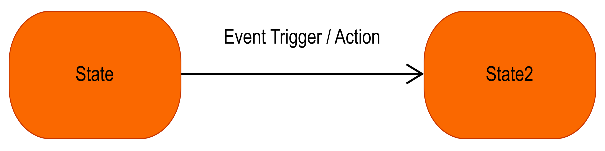 Event Trigger / Action
State
State2